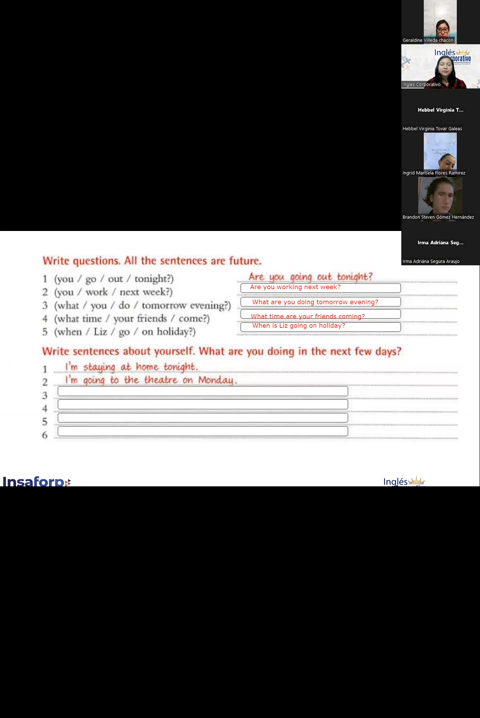 Geraldine Villeda chacón
Inglés
Inglés Corporativo
Hebbel Virginia T...
Hebbel Virginia Tovar Galeas
Ingrid Maritela Flores Ramirez
Brandon Steven Gómez Hernández
Irma Adriana Seg...
Irma Adriana Segura Araujo
Write questions. All the sentences are future.
1 (you / go / out / tonight?) Are you going out tonight?
2 (you / work / next week?) Are you working next week?
3 (what / you / do / tomorrow evening?) What are you doing tomorrow evening?
4 (what time / your friends / come?) What time are your friends coming?
5 (when / Liz / go / on holiday?) When is Liz going on holiday?
Write sentences about yourself. What are you doing in the next few days?
1 I'm staying at home tonight.
2 I'm going to the theatre on Monday.
3
4
5
6
Insaforp Inglés